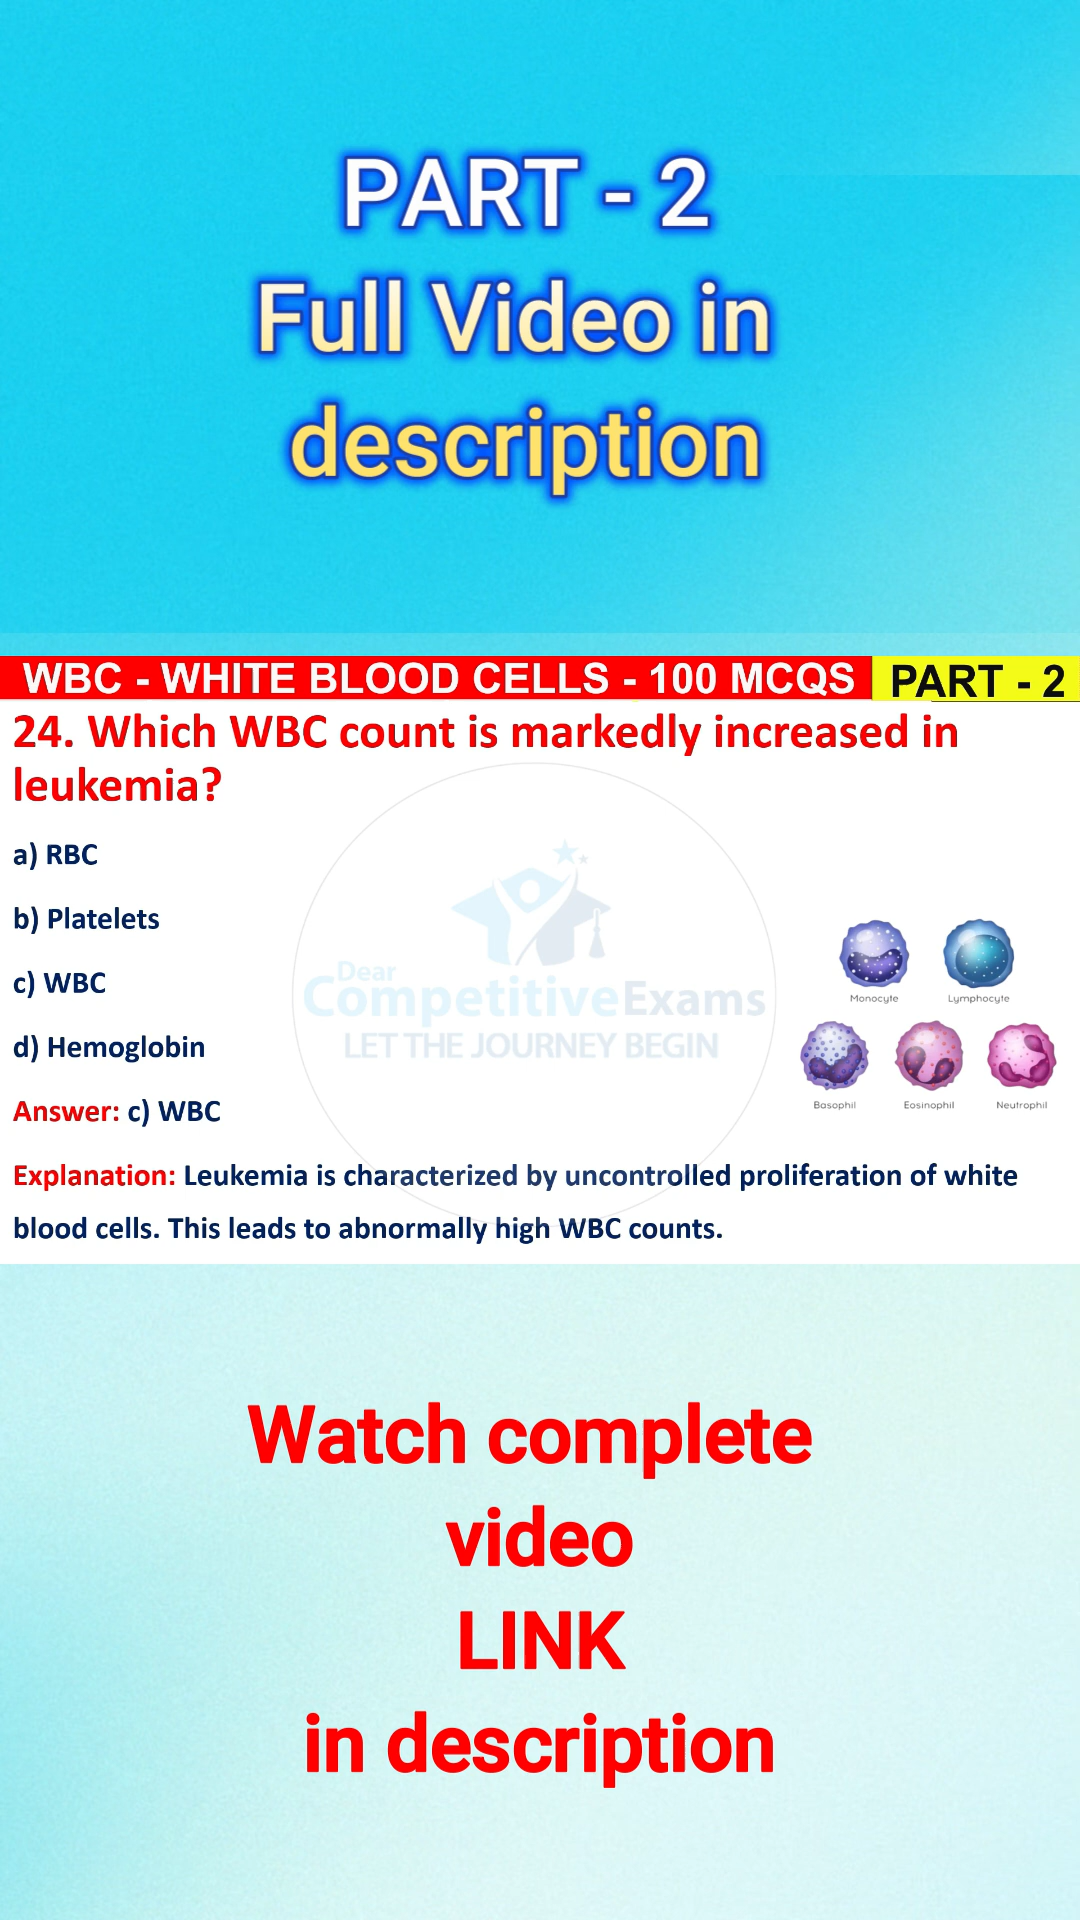 PART - 2
Full Video in
description
WBC - WHITE BLOOD CELLS - 100 MCQS PART - 2
24. Which WBC count is markedly increased in
leukemia?
a) RBC
b) Platelets
c) WBC
d) Hemoglobin
Answer: c) WBC
Explanation: Leukemia is characterized by uncontrolled proliferation of white
blood cells. This leads to abnormally high WBC counts.
Dear
CompetitiveExams
LET THE JOURNEY BEGIN
Monocyte Lymphocyte
Basophil Eosinophil Neutrophil
Watch complete
video
LINK
in description